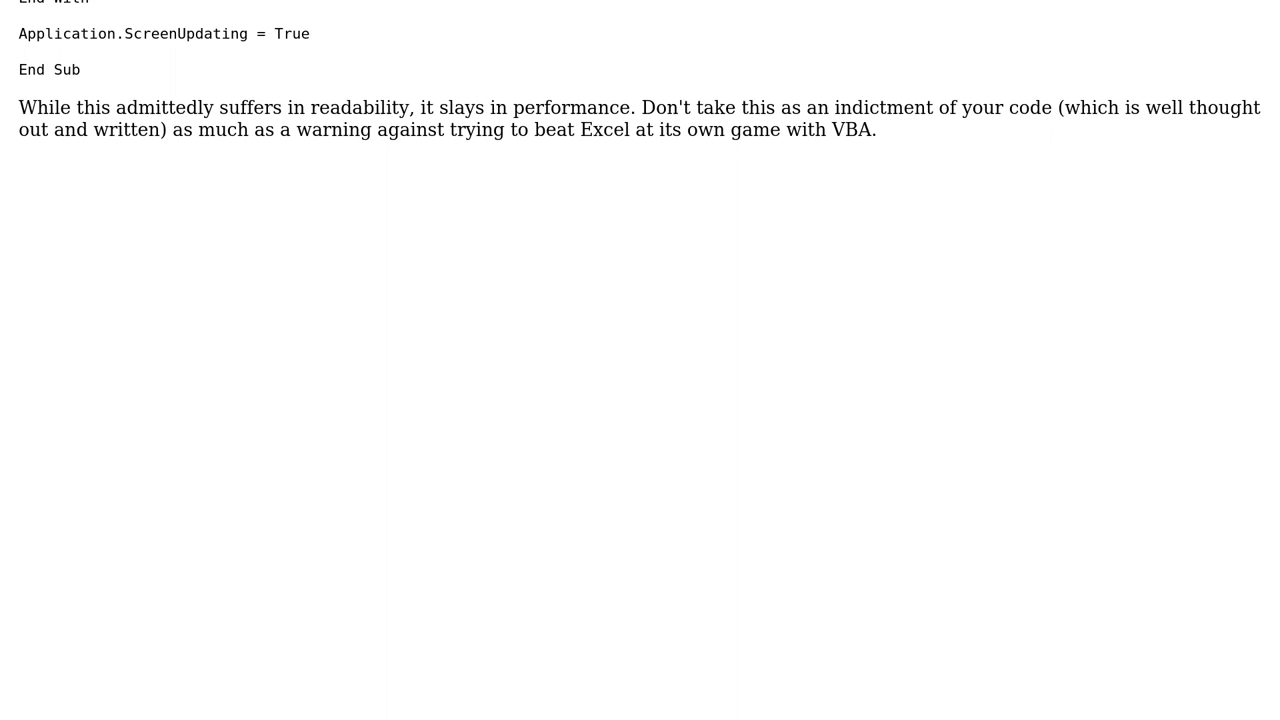 End With
Application.ScreenUpdating = True
End Sub
While this admittedly suffers in readability, it slays in performance. Don't take this as an indictment of your code (which is well thought
out and written) as much as a warning against trying to beat Excel at its own game with VBA.